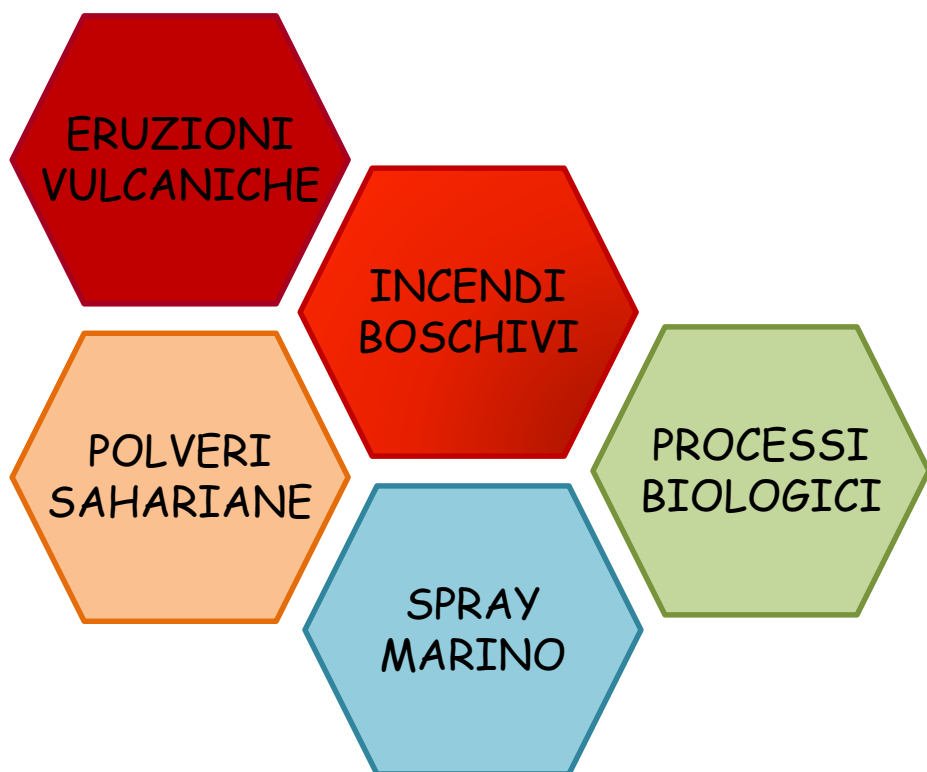 ERUZIONI
VULCANICHE
INCENDI
BOSCHIVI
POLVERI
SAHARIANE
PROCESSI
BIOLOGICI
SPRAY
MARINO